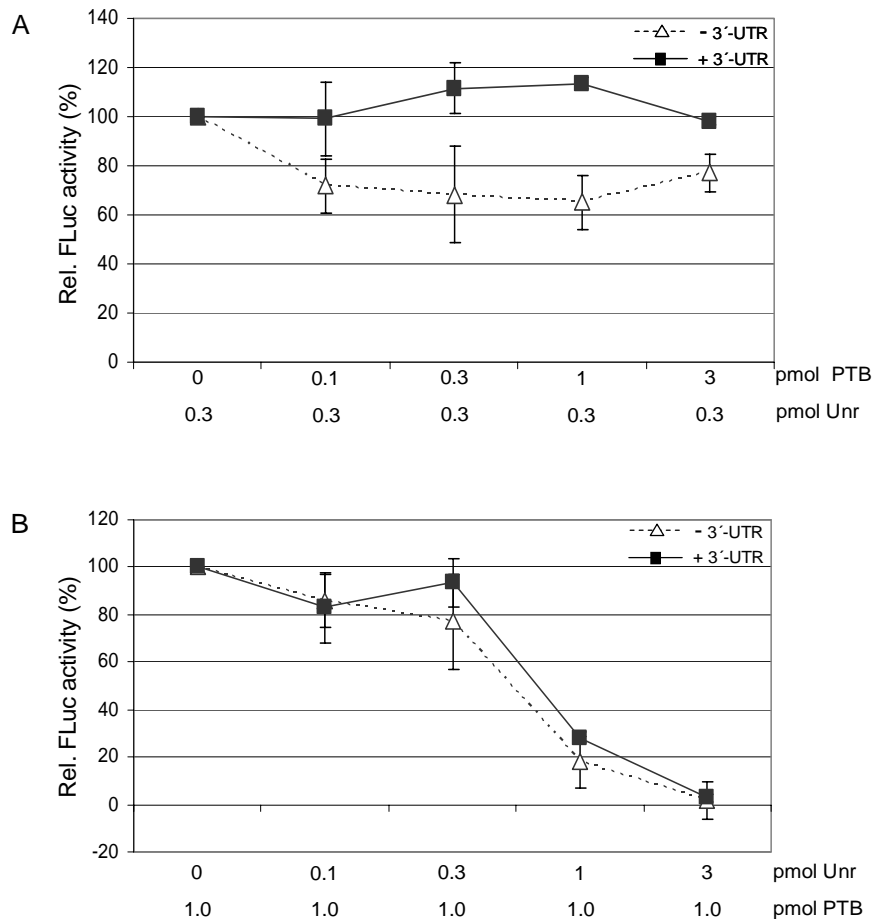 A
Rel. FLuc activity (%)
140
120
100
80
60
40
20
0
- 3´-UTR
+ 3´-UTR
0 0.1 0.3 1 3 pmol PTB
0.3 0.3 0.3 0.3 0.3 pmol Unr
B
Rel. FLuc activity (%)
120
100
80
60
40
20
0
-20
- 3´-UTR
+ 3´-UTR
0 0.1 0.3 1 3 pmol Unr
1.0 1.0 1.0 1.0 1.0 pmol PTB